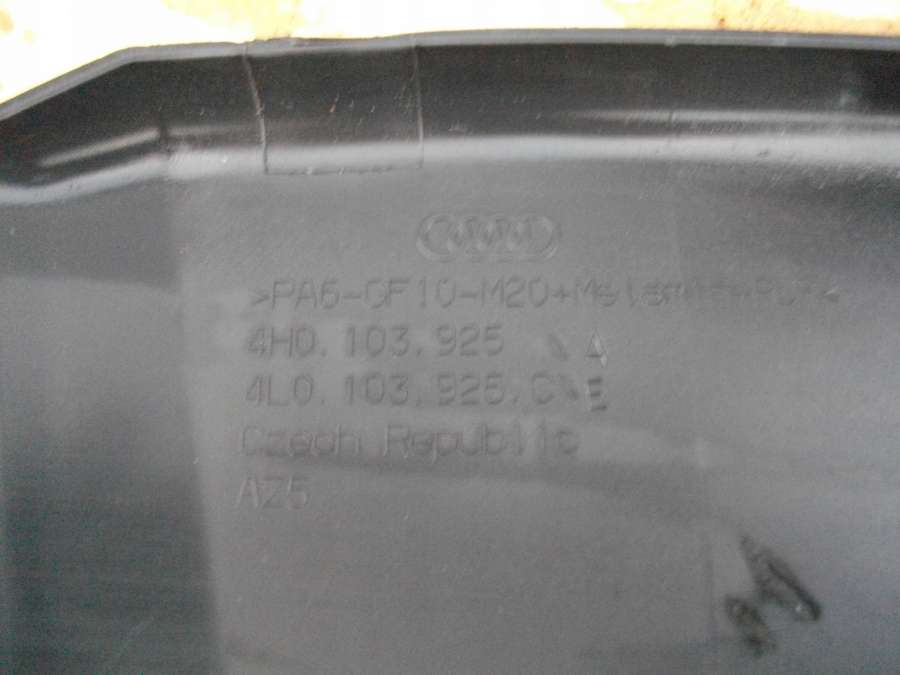 >PA6-GF10-M20+
4H0.103.925 A
4L0.103.925.C E
Czech Republic
AZ5